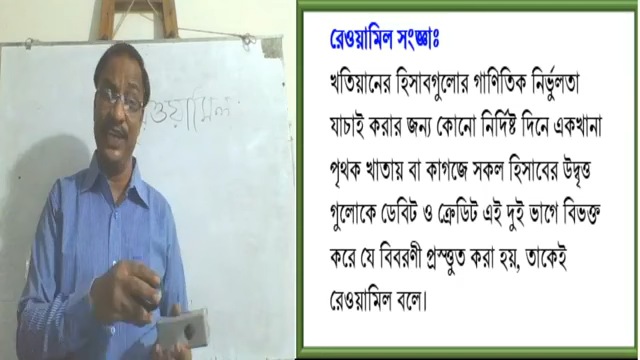 রেওয়ামিল
রেওয়ামিল সংজ্ঞাঃ
খতিয়ানের হিসাবগুলোর গাণিতিক নির্ভুলতা
যাচাই করার জন্য কোনো নির্দিষ্ট দিনে একখানা
পৃথক খাতায় বা কাগজে সকল হিসাবের উদ্বৃত্ত
গুলোকে ডেবিট ও ক্রেডিট এই দুই ভাগে বিভক্ত
করে যে বিবরণী প্রস্তুত করা হয়, তাকেই
রেওয়ামিল বলে।